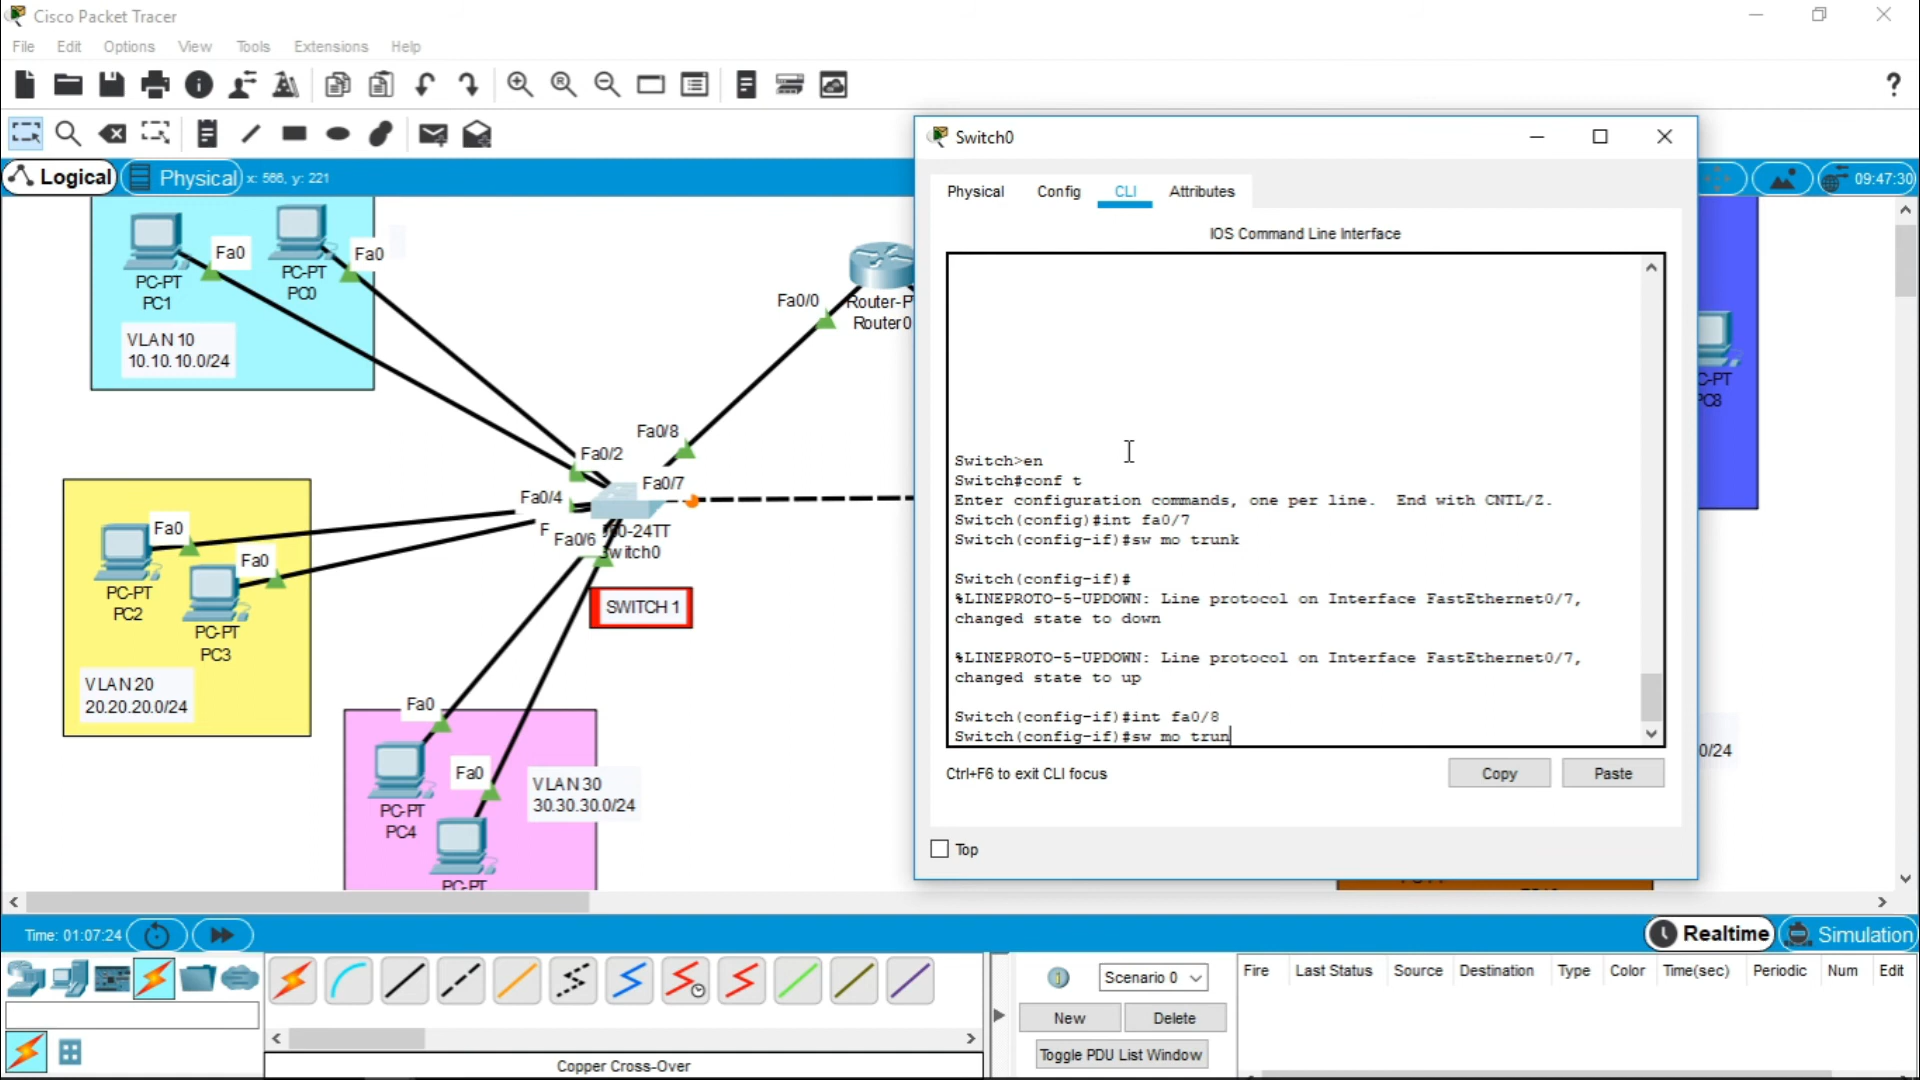 Cisco Packet Tracer
File Edit Options View Tools Extensions Help
Logical Physical x: 566, y: 221
09:47:30
PC-PT
PC1
Fa0
PC-PT
PC0
Fa0
VLAN 10
10.10.10.0/24
Fa0/0
Router-P
Router0
Fa0/8
Fa0/2
Fa0/7
Fa0/4
F
Fa0/6
0-24TT
witch0
SWITCH 1
Fa0
PC-PT
PC2
Fa0
PC-PT
PC3
VLAN 20
20.20.20.0/24
Fa0
PC-PT
PC4
Fa0
PC-PT
VLAN 30
30.30.30.0/24
C-PT
PC8
0/24
Switch0
Physical Config CLI Attributes
IOS Command Line Interface
Switch>en
Switch#conf t
Enter configuration commands, one per line.  End with CNTL/Z.
Switch(config)#int fa0/7
Switch(config-if)#sw mo trunk
Switch(config-if)#
%LINEPROTO-5-UPDOWN: Line protocol on Interface FastEthernet0/7,
changed state to down
%LINEPROTO-5-UPDOWN: Line protocol on Interface FastEthernet0/7,
changed state to up
Switch(config-if)#int fa0/8
Switch(config-if)#sw mo trun
Ctrl+F6 to exit CLI focus
Copy Paste
Top
Time: 01:07:24
Realtime Simulation
Scenario 0
New Delete
Toggle PDU List Window
Fire Last Status Source Destination Type Color Time(sec) Periodic Num Edit
Copper Cross-Over